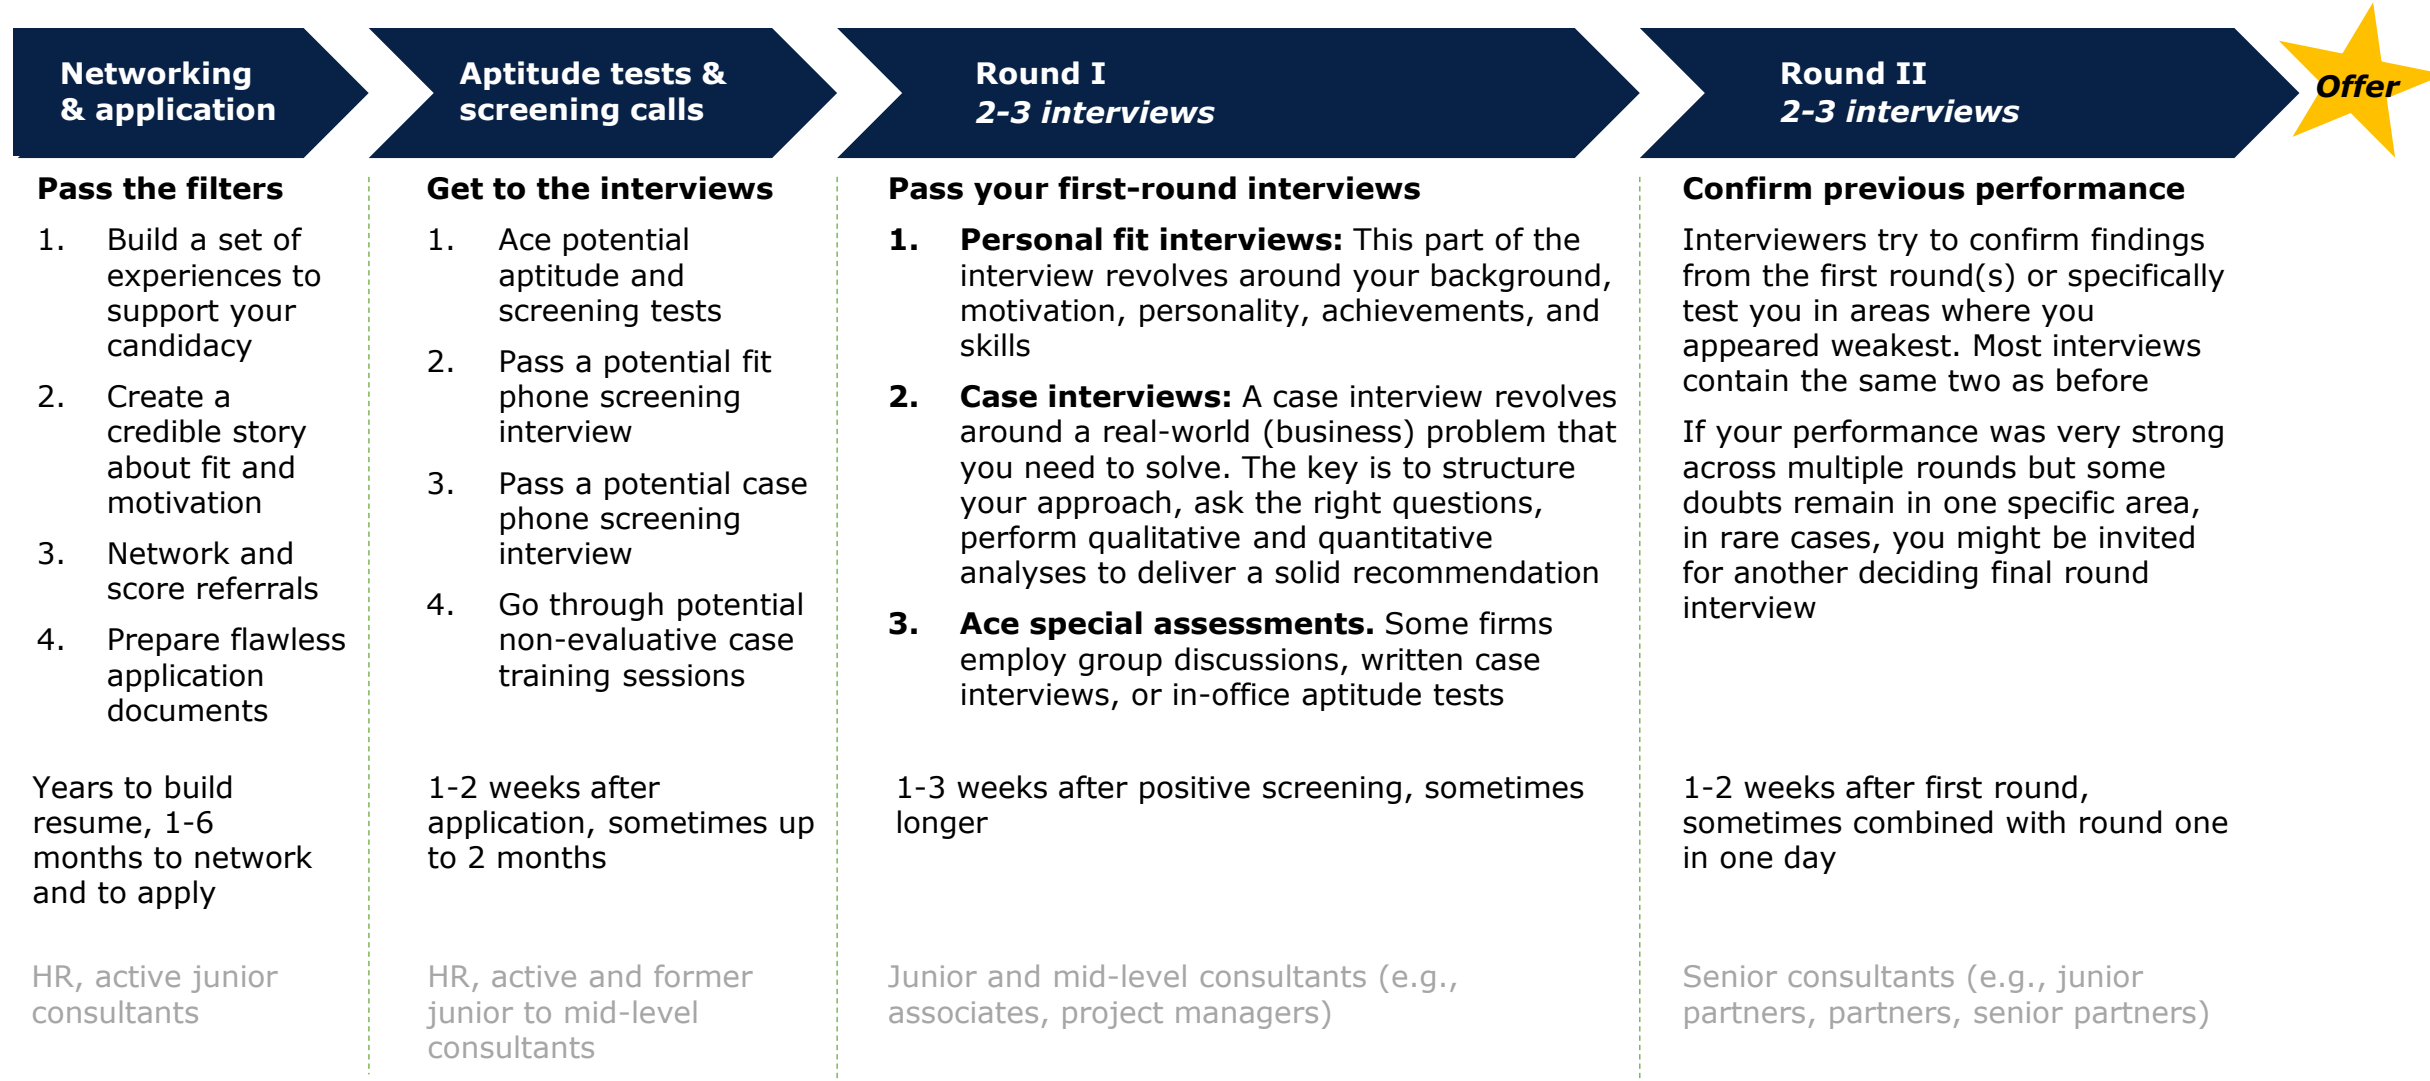 Networking
& application
Aptitude tests &
screening calls
Round I
2-3 interviews
Round II
2-3 interviews
Offer
Pass the filters
1. Build a set of
experiences to
support your
candidacy
2. Create a
credible story
about fit and
motivation
3. Network and
score referrals
4. Prepare flawless
application
documents
Years to build
resume, 1-6
months to network
and to apply
HR, active junior
consultants
Get to the interviews
1. Ace potential
aptitude and
screening tests
2. Pass a potential fit
phone screening
interview
3. Pass a potential case
phone screening
interview
4. Go through potential
non-evaluative case
training sessions
1-2 weeks after
application, sometimes up
to 2 months
HR, active and former
junior to mid-level
consultants
Pass your first-round interviews
1. Personal fit interviews: This part of the
interview revolves around your background,
motivation, personality, achievements, and
skills
2. Case interviews: A case interview revolves
around a real-world (business) problem that
you need to solve. The key is to structure
your approach, ask the right questions,
perform qualitative and quantitative
analyses to deliver a solid recommendation
3. Ace special assessments. Some firms
employ group discussions, written case
interviews, or in-office aptitude tests
1-3 weeks after positive screening, sometimes
longer
Junior and mid-level consultants (e.g.,
associates, project managers)
Confirm previous performance
Interviewers try to confirm findings
from the first round(s) or specifically
test you in areas where you
appeared weakest. Most interviews
contain the same two as before
If your performance was very strong
across multiple rounds but some
doubts remain in one specific area,
in rare cases, you might be invited
for another deciding final round
interview
1-2 weeks after first round,
sometimes combined with round one
in one day
Senior consultants (e.g., junior
partners, partners, senior partners)